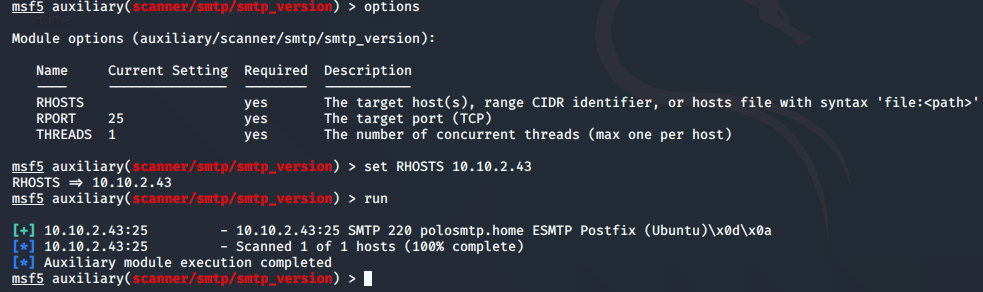 msf5 auxiliary(scanner/smtp/smtp_version) > options
Module options (auxiliary/scanner/smtp/smtp_version):
Name Current Setting Required Description
---- --------------- -------- -----------
RHOSTS yes The target host(s), range CIDR identifier, or hosts file with syntax 'file:<path>'
RPORT 25 yes The target port (TCP)
THREADS 1 yes The number of concurrent threads (max one per host)
msf5 auxiliary(scanner/smtp/smtp_version) > set RHOSTS 10.10.2.43
RHOSTS => 10.10.2.43
msf5 auxiliary(scanner/smtp/smtp_version) > run
[+] 10.10.2.43:25 - 10.10.2.43:25 SMTP 220 polosmtp.home ESMTP Postfix (Ubuntu)\x0d\x0a
[*] 10.10.2.43:25 - Scanned 1 of 1 hosts (100% complete)
[*] Auxiliary module execution completed
msf5 auxiliary(scanner/smtp/smtp_version) >